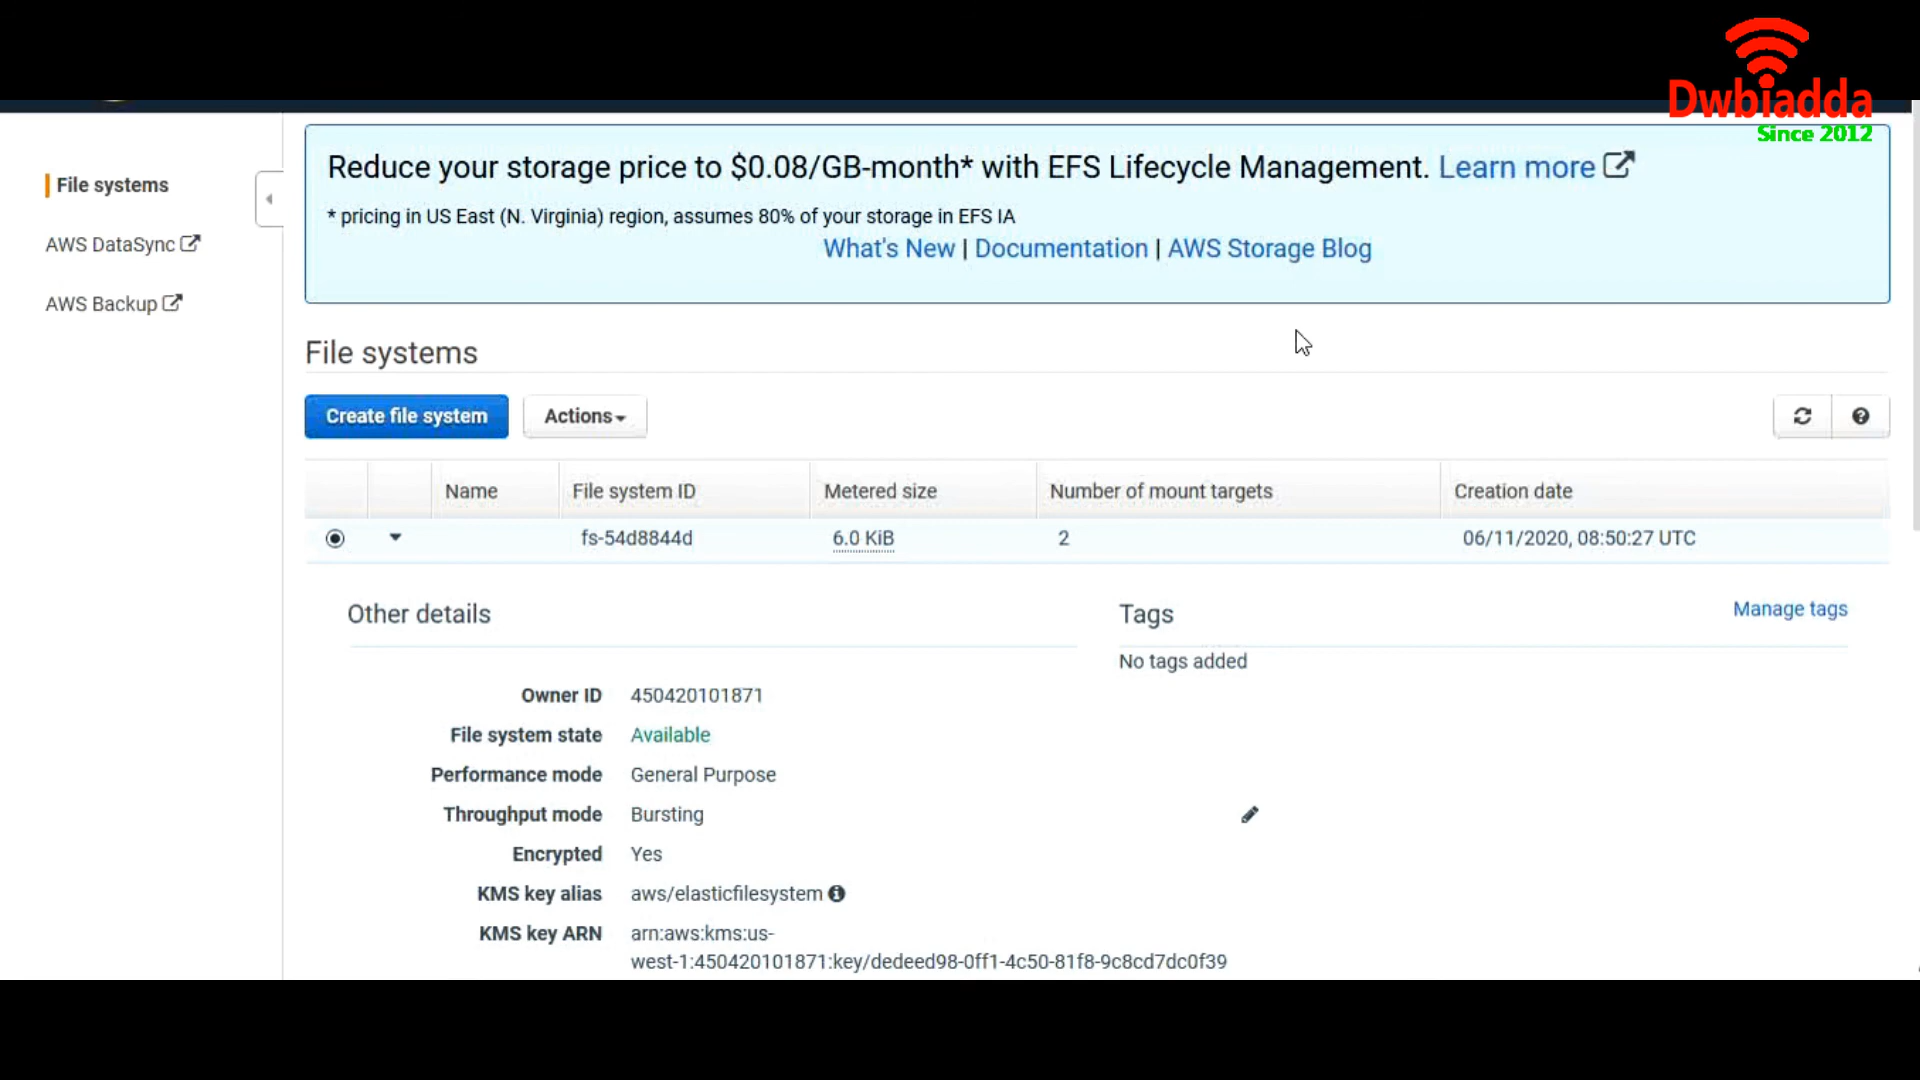 Dwbiadda
Since 2012
Reduce your storage price to $0.08/GB-month* with EFS Lifecycle Management. Learn more
* pricing in US East (N. Virginia) region, assumes 80% of your storage in EFS IA
What's New | Documentation | AWS Storage Blog
File systems
AWS DataSync
AWS Backup
File systems
Create file system Actions
Name File system ID Metered size Number of mount targets Creation date
fs-54d8844d 6.0 KiB 2 06/11/2020, 08:50:27 UTC
Other details
Owner ID 450420101871
File system state Available
Performance mode General Purpose
Throughput mode Bursting
Encrypted Yes
KMS key alias aws/elasticfilesystem
KMS key ARN arn:aws:kms:us-
west-1:450420101871:key/dedeed98-0ff1-4c50-81f8-9c8cd7dc0f39
Tags Manage tags
No tags added